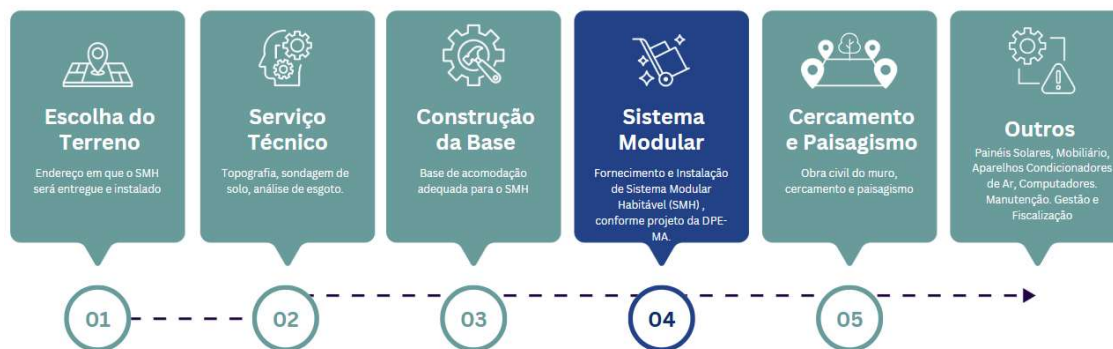 Escolha do
Terreno
Endereço em que o SMH
será entregue e instalado
01
Serviço
Técnico
Topografia, sondagem de
solo, análise de esgoto.
02
Construção
da Base
Base de acomodação
adequada para o SMH
03
Sistema
Modular
Fornecimento e Instalação
de Sistema Modular
Habitável (SMH) ,
conforme projeto da DPE-
MA.
04
Cercamento
e Paisagismo
Obra civil do muro,
cercamento e paisagismo
05
Outros
Painéis Solares, Mobiliário,
Aparelhos Condicionadores
de Ar, Computadores.
Manutenção. Gestão e
Fiscalização